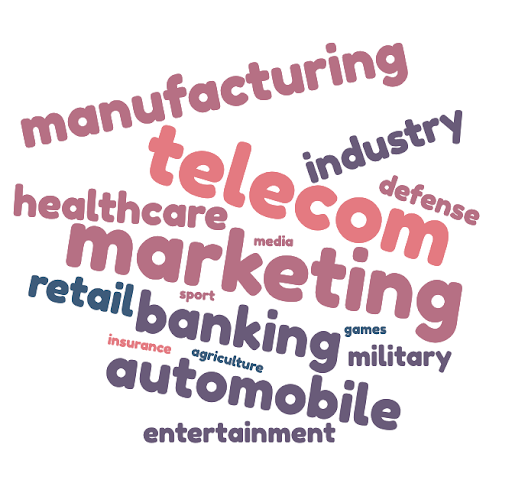 manufacturing
industry
telecom
defense
healthcare
marketing
media
retail
sport
banking
games
insurance
agriculture
military
automobile
entertainment